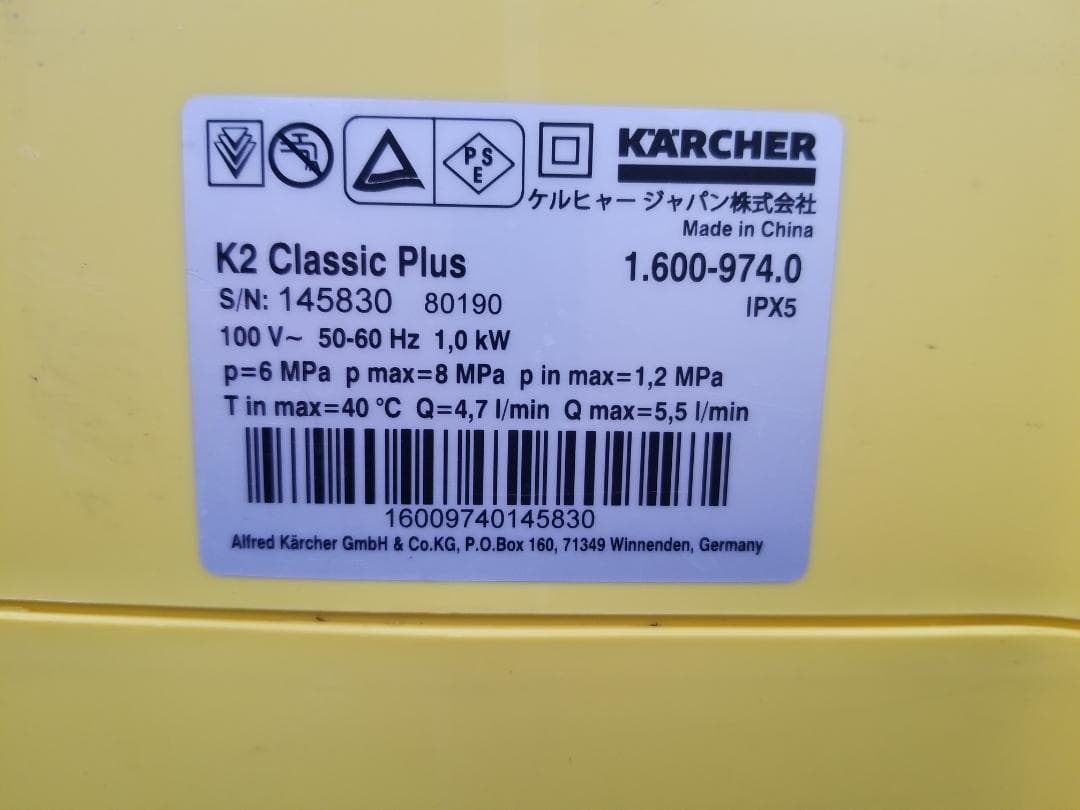 PSE
KÄRCHER
ケルヒャー ジャパン株式会社
Made in China
K2 Classic Plus 1.600-974.0
S/N: 145830 80190 IPX5
100 V~ 50-60 Hz 1,0 kW
p=6 MPa p max=8 MPa p in max=1,2 MPa
T in max=40 °C Q=4,7 l/min Q max=5,5 l/min
16009740145830
Alfred Kärcher GmbH & Co.KG, P.O.Box 160, 71349 Winnenden, Germany